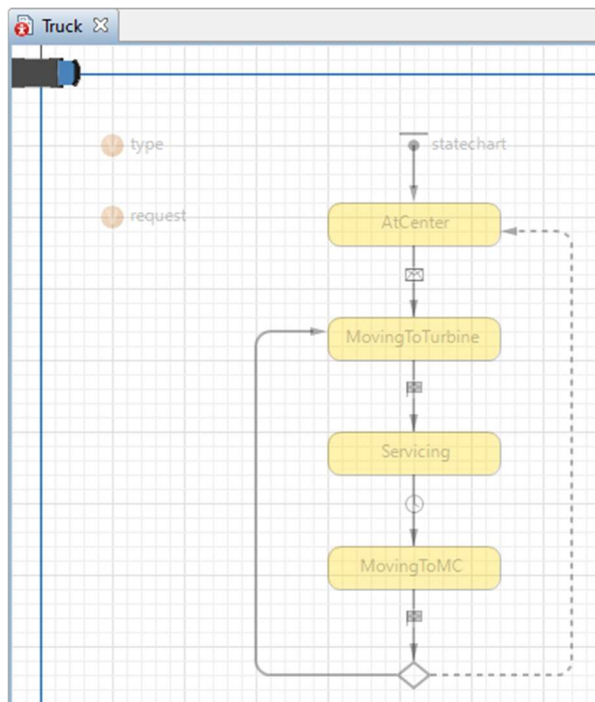 Truck
type
statechart
request
AtCenter
MovingToTurbine
Servicing
MovingToMC